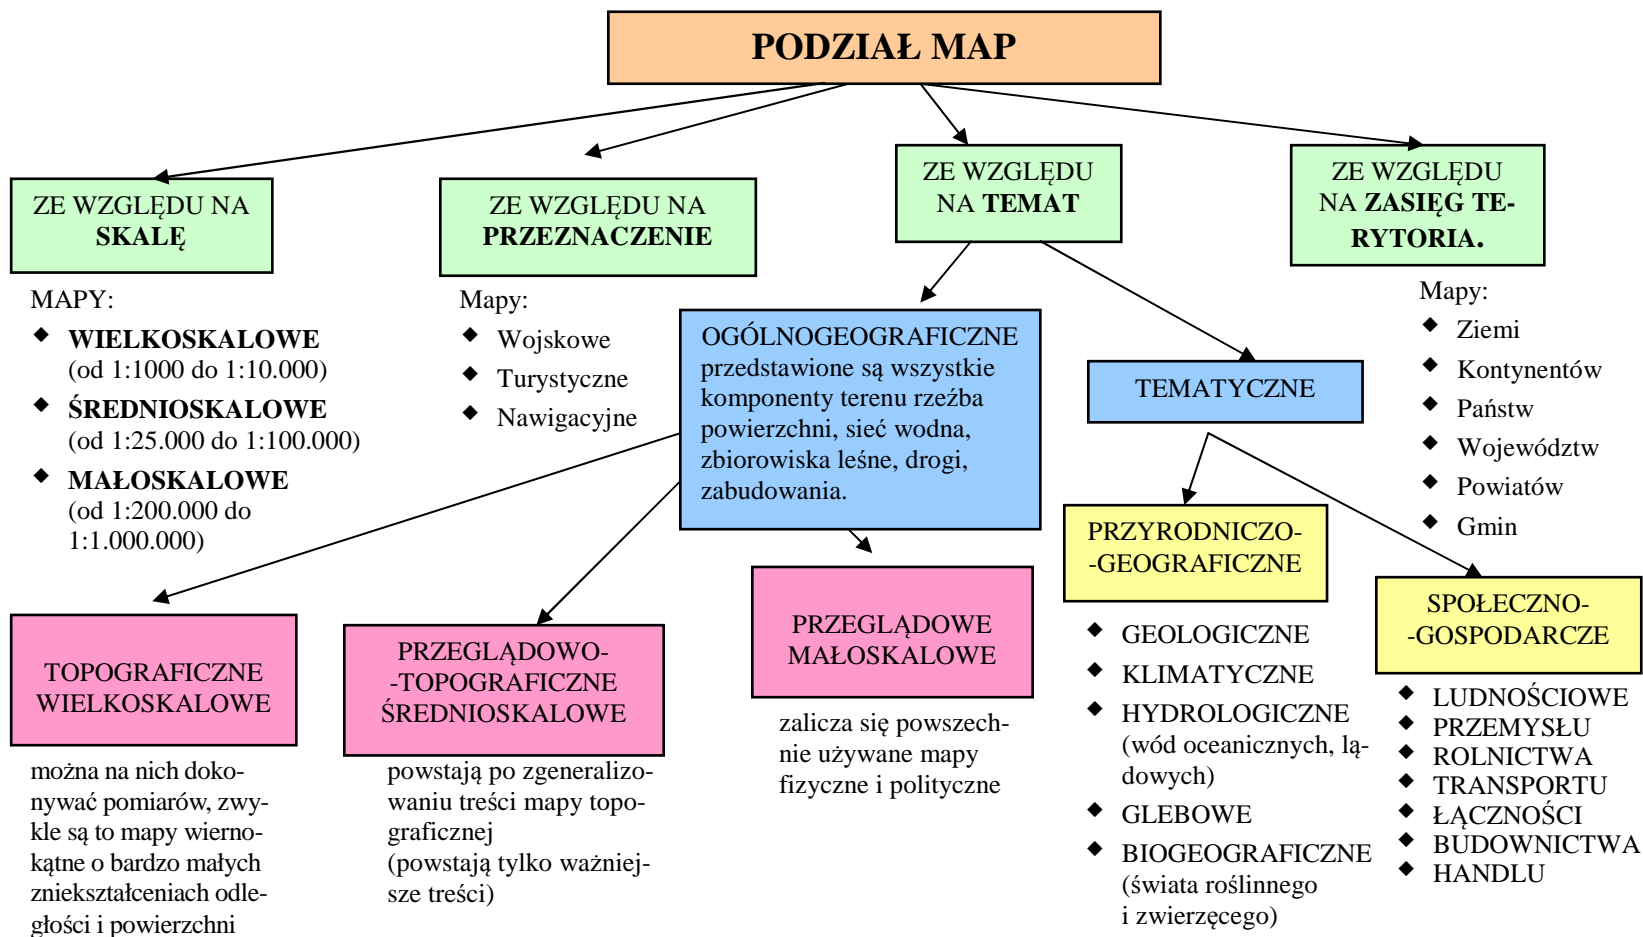 PODZIAŁ MAP
ZE WZGLĘDU NA
SKALĘ
MAPY:
WIELKOSKALOWE
(od 1:1000 do 1:10.000)
ŚREDNIOSKALOWE
(od 1:25.000 do 1:100.000)
MAŁOSKALOWE
(od 1:200.000 do
1:1.000.000)
ZE WZGLĘDU NA
PRZEZNACZENIE
Mapy:
Wojskowe
Turystyczne
Nawigacyjne
ZE WZGLĘDU
NA TEMAT
OGÓLNOGEOGRAFICZNE
przedstawione są wszystkie
komponenty terenu rzeźba
powierzchni, sieć wodna,
zbiorowiska leśne, drogi,
zabudowania.
TOPOGRAFICZNE
WIELKOSKALOWE
można na nich doko-
nywać pomiarów, zwy-
kle są to mapy wierno-
kątne o bardzo małych
zniekształceniach odle-
głości i powierzchni
PRZEGLĄDOWO-
-TOPOGRAFICZNE
ŚREDNIOSKALOWE
powstają po zgeneralizo-
waniu treści mapy topo-
graficznej
(powstają tylko ważniej-
sze treści)
PRZEGLĄDOWE
MAŁOSKALOWE
zalicza się powszech-
nie używane mapy
fizyczne i polityczne
TEMATYCZNE
PRZYRODNICZO-
-GEOGRAFICZNE
GEOLOGICZNE
KLIMATYCZNE
HYDROLOGICZNE
(wód oceanicznych, lą-
dowych)
GLEBOWE
BIOGEOGRAFICZNE
(świata roślinnego
i zwierzęcego)
SPOŁECZNO-
-GOSPODARCZE
LUDNOŚCIOWE
PRZEMYSŁU
ROLNICTWA
TRANSPORTU
ŁĄCZNOŚCI
BUDOWNICTWA
HANDLU
ZE WZGLĘDU
NA ZASIĘG TE-
RYTORIA.
Mapy:
Ziemi
Kontynentów
Państw
Województw
Powiatów
Gmin